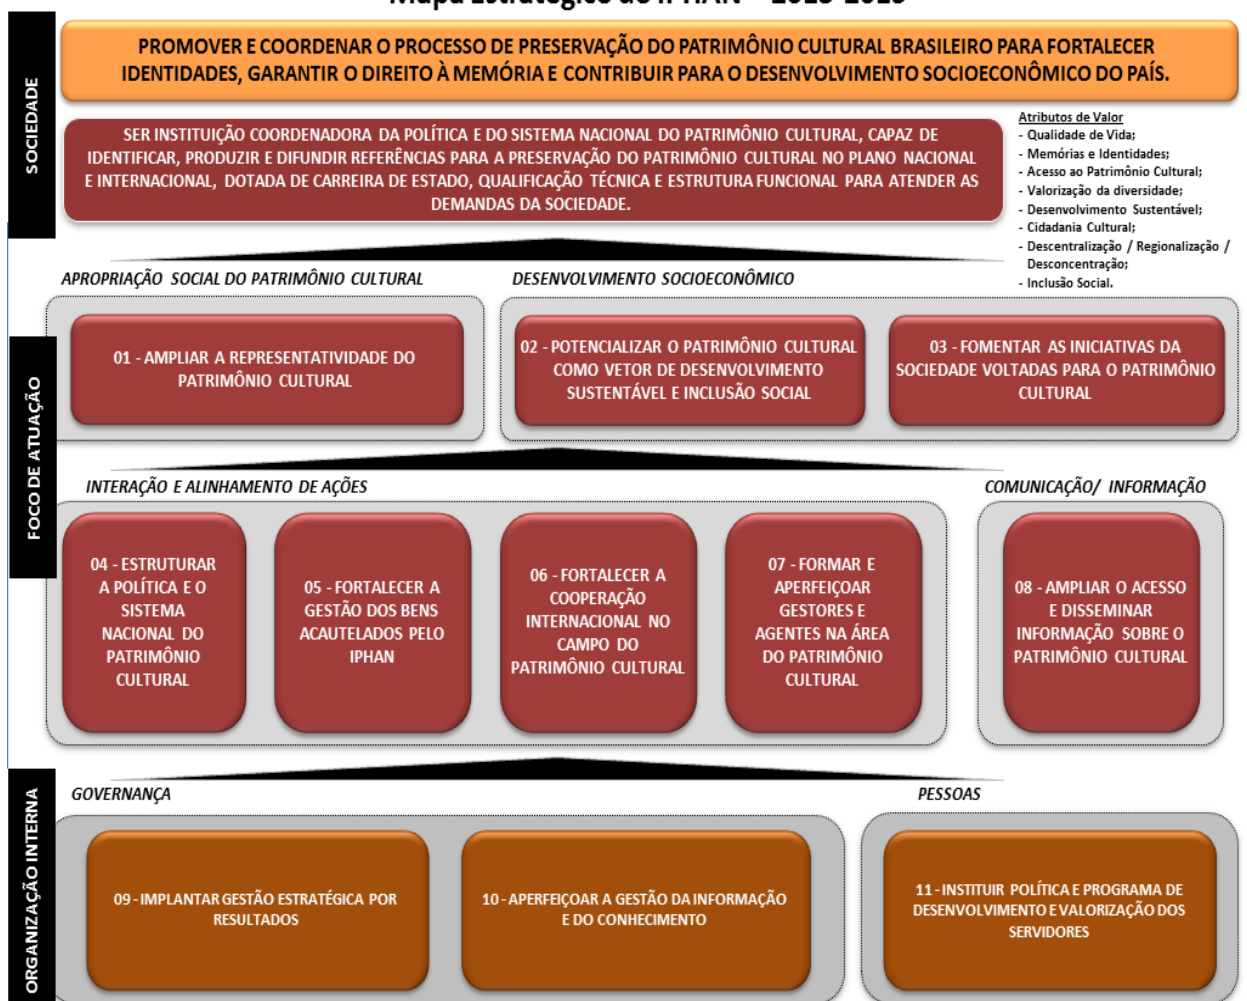 Mapa Estratégico do IPHAN
SOCIEDADE
PROMOVER E COORDENAR O PROCESSO DE PRESERVAÇÃO DO PATRIMÔNIO CULTURAL BRASILEIRO PARA FORTALECER
IDENTIDADES, GARANTIR O DIREITO À MEMÓRIA E CONTRIBUIR PARA O DESENVOLVIMENTO SOCIOECONÔMICO DO PAÍS.
SER INSTITUIÇÃO COORDENADORA DA POLÍTICA E DO SISTEMA NACIONAL DO PATRIMÔNIO CULTURAL, CAPAZ DE
IDENTIFICAR, PRODUZIR E DIFUNDIR REFERÊNCIAS PARA A PRESERVAÇÃO DO PATRIMÔNIO CULTURAL NO PLANO NACIONAL
E INTERNACIONAL, DOTADA DE CARREIRA DE ESTADO, QUALIFICAÇÃO TÉCNICA E ESTRUTURA FUNCIONAL PARA ATENDER AS
DEMANDAS DA SOCIEDADE.
Atributos de Valor
- Qualidade de Vida;
- Memórias e Identidades;
- Acesso ao Patrimônio Cultural;
- Valorização da diversidade;
- Desenvolvimento Sustentável;
- Cidadania Cultural;
- Descentralização / Regionalização /
Desconcentração;
- Inclusão Social.
FOCO DE ATUAÇÃO
APROPRIAÇÃO SOCIAL DO PATRIMÔNIO CULTURAL
01 - AMPLIAR A REPRESENTATIVIDADE DO
PATRIMÔNIO CULTURAL
DESENVOLVIMENTO SOCIOECONÔMICO
02 - POTENCIALIZAR O PATRIMÔNIO CULTURAL
COMO VETOR DE DESENVOLVIMENTO
SUSTENTÁVEL E INCLUSÃO SOCIAL
03 - FOMENTAR AS INICIATIVAS DA
SOCIEDADE VOLTADAS PARA O PATRIMÔNIO
CULTURAL
INTERAÇÃO E ALINHAMENTO DE AÇÕES
04 - ESTRUTURAR
A POLÍTICA E O
SISTEMA
NACIONAL DO
PATRIMÔNIO
CULTURAL
05 - FORTALECER A
GESTÃO DOS BENS
ACAUTELADOS PELO
IPHAN
06 - FORTALECER A
COOPERAÇÃO
INTERNACIONAL NO
CAMPO DO
PATRIMÔNIO CULTURAL
07 - FORMAR E
APERFEIÇOAR
GESTORES E
AGENTES NA ÁREA
DO PATRIMÔNIO
CULTURAL
COMUNICAÇÃO/ INFORMAÇÃO
08 - AMPLIAR O ACESSO
E DISSEMINAR
INFORMAÇÃO SOBRE O
PATRIMÔNIO CULTURAL
ORGANIZAÇÃO INTERNA
GOVERNANÇA
09 - IMPLANTAR GESTÃO ESTRATÉGICA POR
RESULTADOS
10 - APERFEIÇOAR A GESTÃO DA INFORMAÇÃO
E DO CONHECIMENTO
PESSOAS
11 - INSTITUIR POLÍTICA E PROGRAMA DE
DESENVOLVIMENTO E VALORIZAÇÃO DOS
SERVIDORES